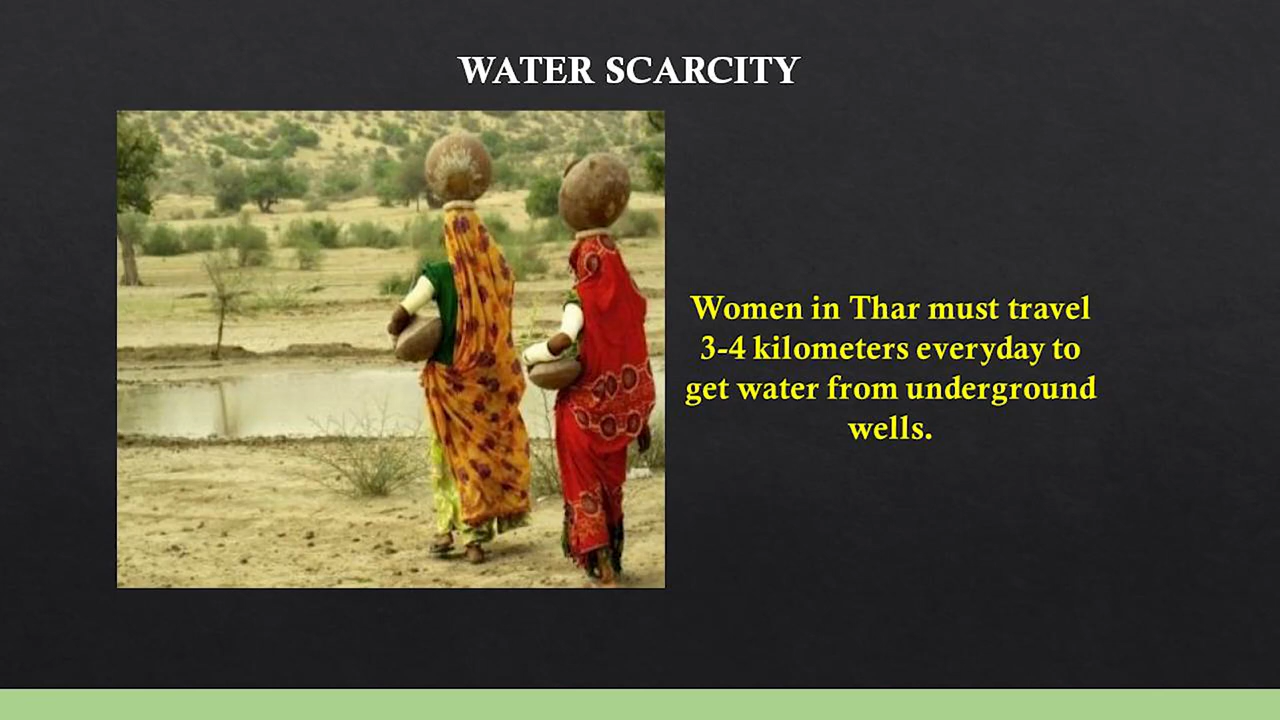 WATER SCARCITY
Women in Thar must travel
3-4 kilometers everyday to
get water from underground
wells.